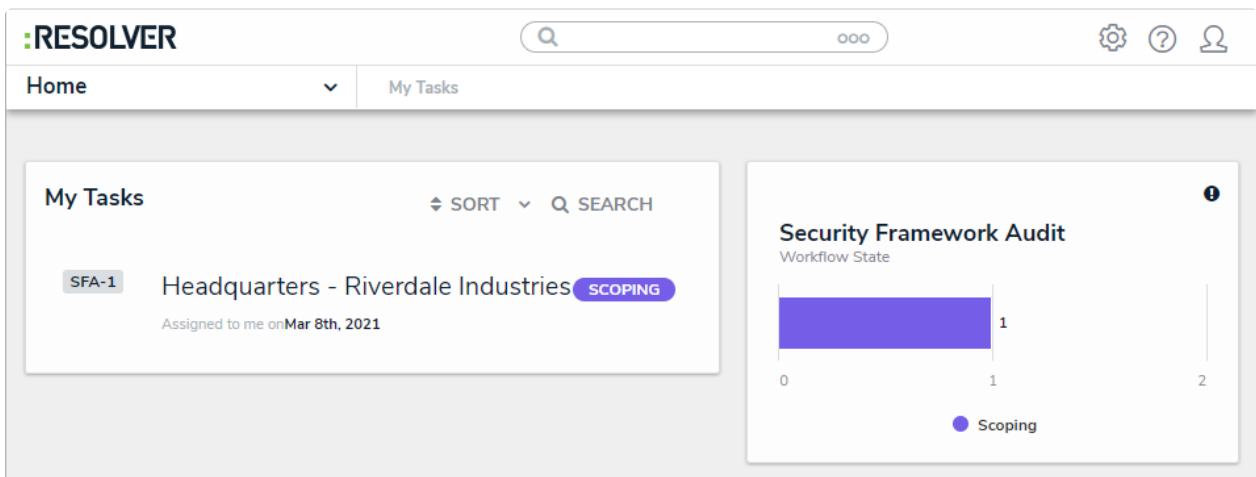 :RESOLVER
ooo
Home
My Tasks
My Tasks
SORT
SEARCH
SFA-1
Headquarters - Riverdale Industries
SCOPING
Assigned to me onMar 8th, 2021
Security Framework Audit
Workflow State
1
0 1 2
Scoping